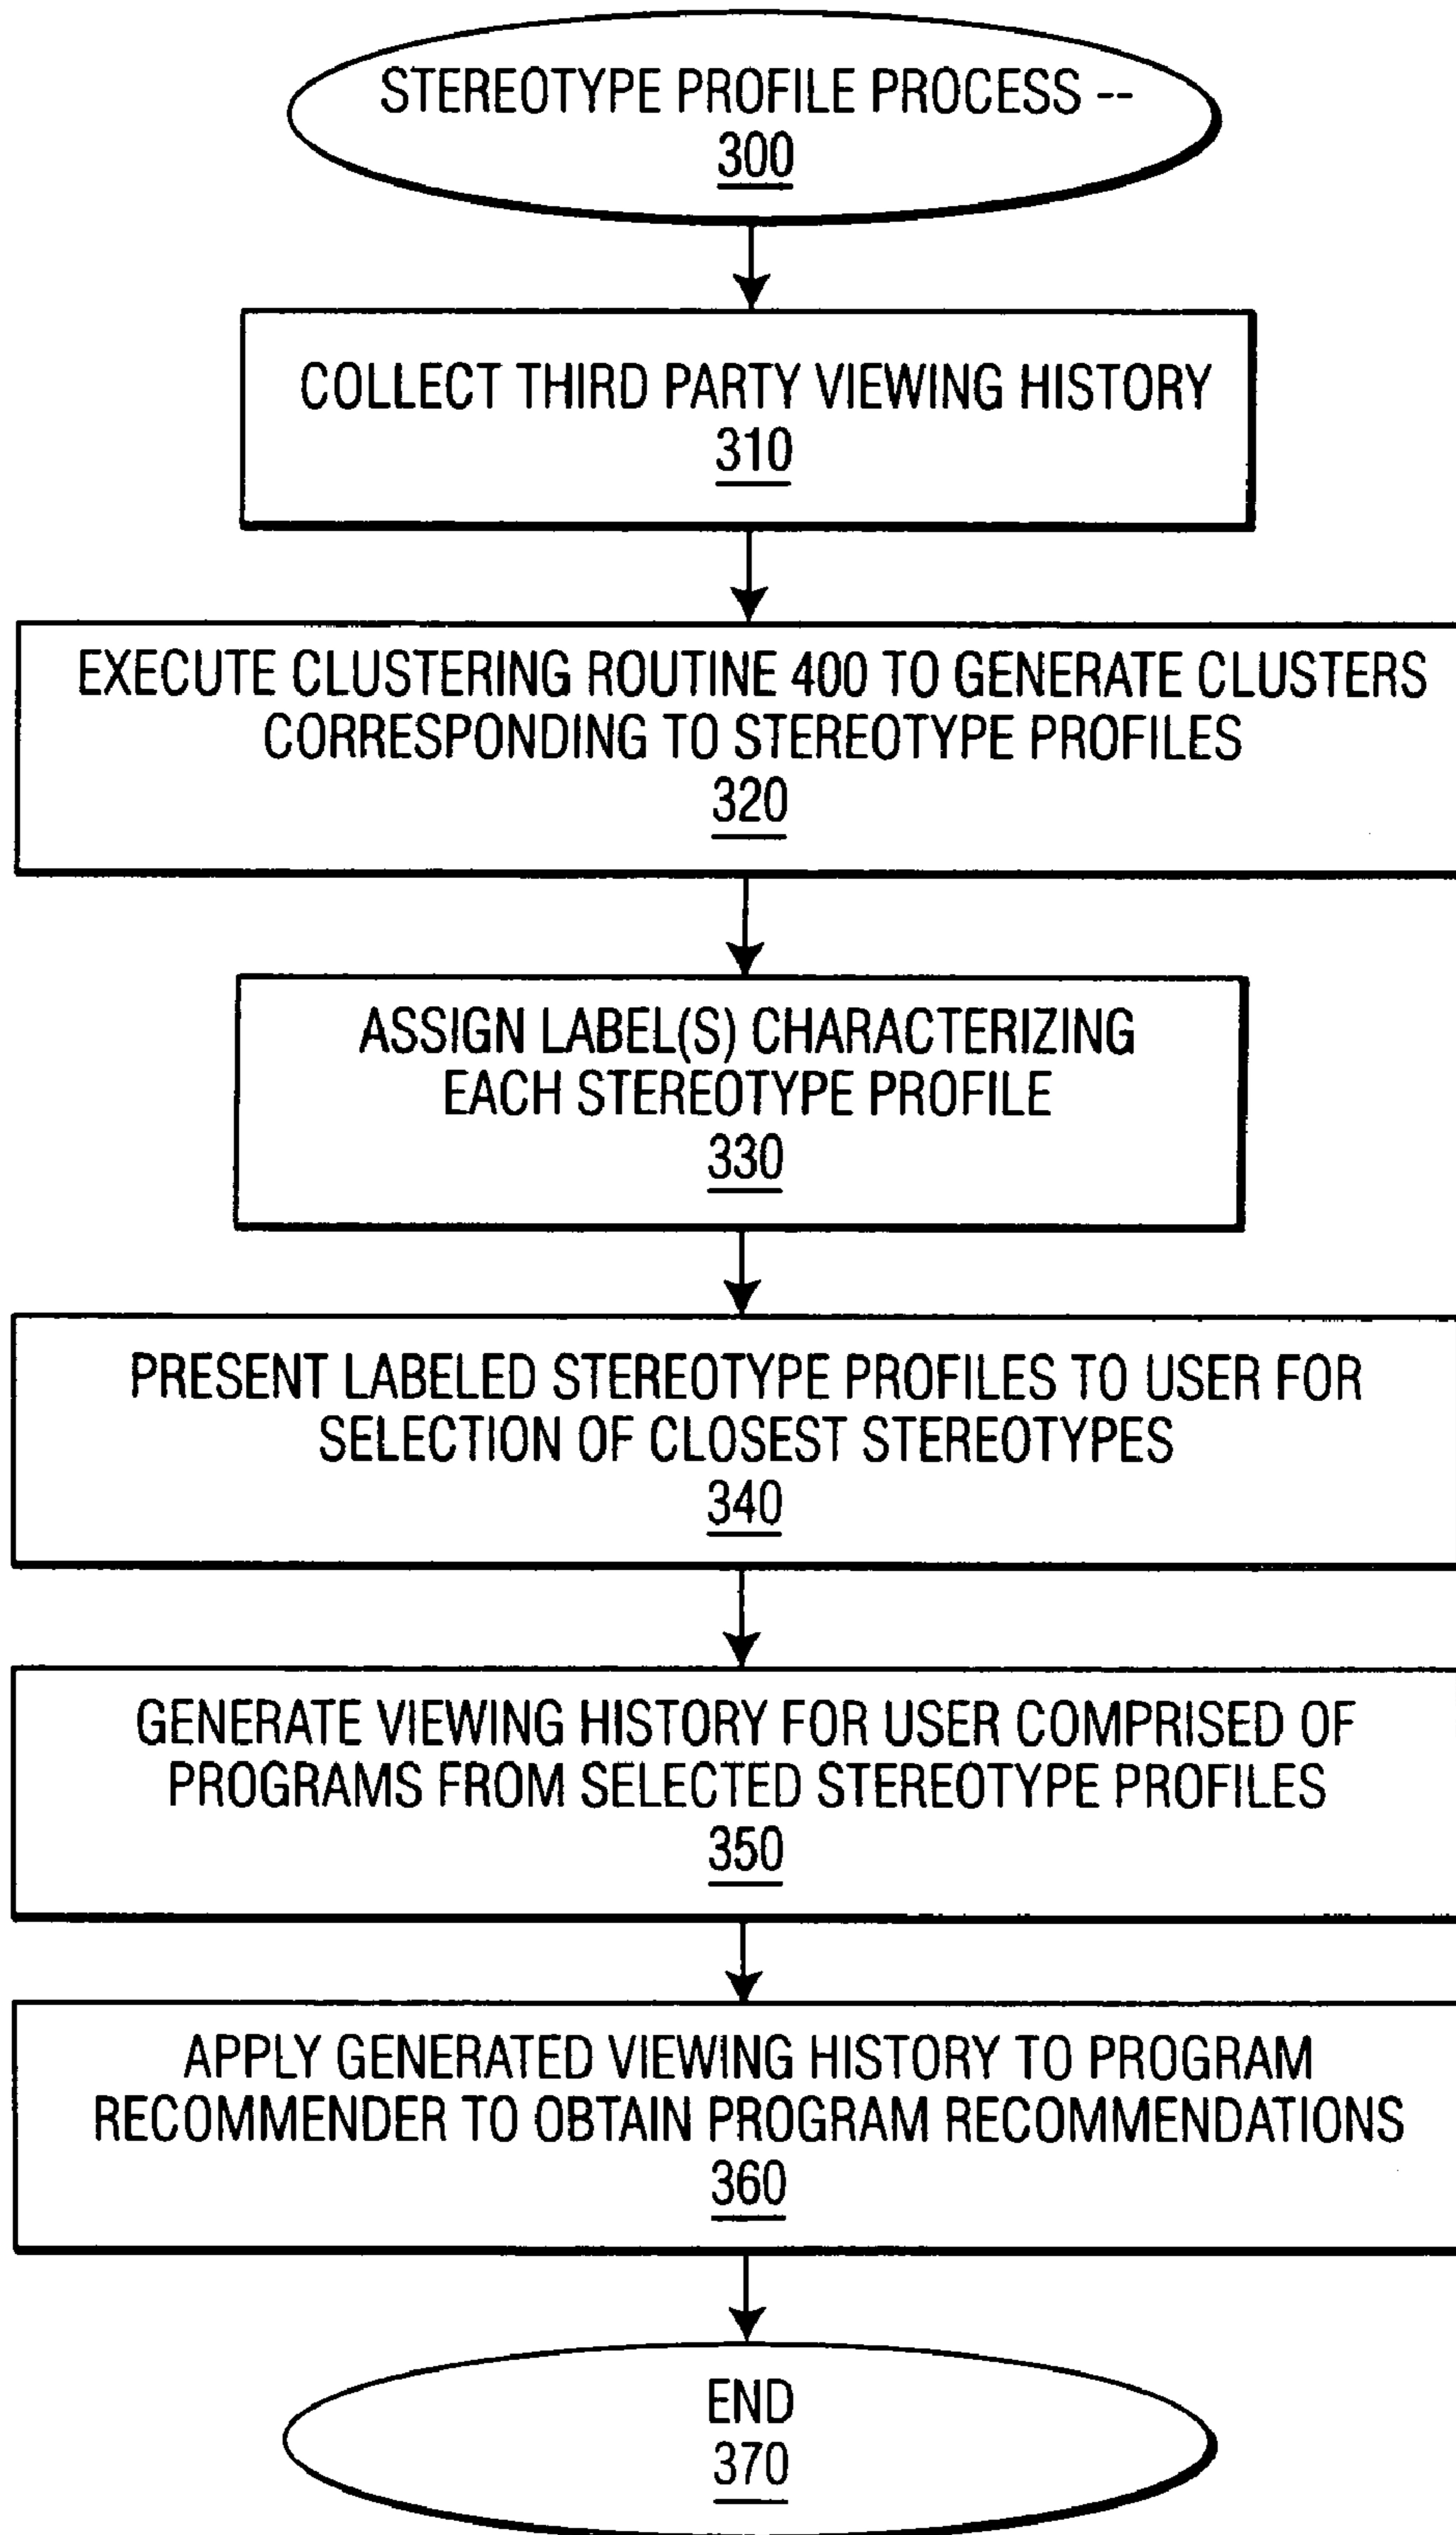 STEREOTYPE PROFILE PROCESS --
300
COLLECT THIRD PARTY VIEWING HISTORY
310
EXECUTE CLUSTERING ROUTINE 400 TO GENERATE CLUSTERS
CORRESPONDING TO STEREOTYPE PROFILES
320
ASSIGN LABEL(S) CHARACTERIZING
EACH STEREOTYPE PROFILE
330
PRESENT LABELED STEREOTYPE PROFILES TO USER FOR
SELECTION OF CLOSEST STEREOTYPES
340
GENERATE VIEWING HISTORY FOR USER COMPRISED OF
PROGRAMS FROM SELECTED STEREOTYPE PROFILES
350
APPLY GENERATED VIEWING HISTORY TO PROGRAM
RECOMMENDER TO OBTAIN PROGRAM RECOMMENDATIONS
360
END
370